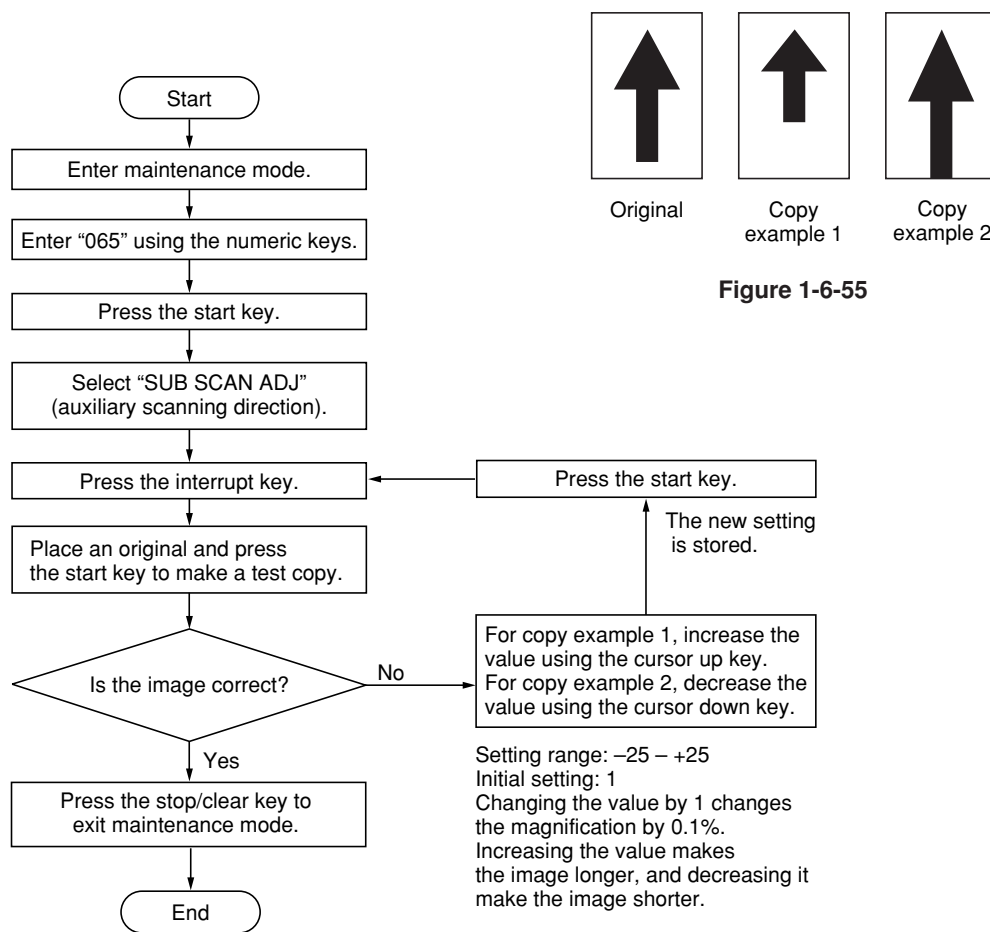 Start
Enter maintenance mode.
Enter “065” using the numeric keys.
Press the start key.
Select “SUB SCAN ADJ”
(auxiliary scanning direction).
Press the interrupt key.
Place an original and press
the start key to make a test copy.
Is the image correct?
Yes
Press the stop/clear key to
exit maintenance mode.
End
No
For copy example 1, increase the
value using the cursor up key.
For copy example 2, decrease the
value using the cursor down key.
Setting range: –25 – +25
Initial setting: 1
Changing the value by 1 changes
the magnification by 0.1%.
Increasing the value makes
the image longer, and decreasing it
make the image shorter.
The new setting
is stored.
Press the start key.
Original
Copy
example 1
Copy
example 2
Figure 1-6-55